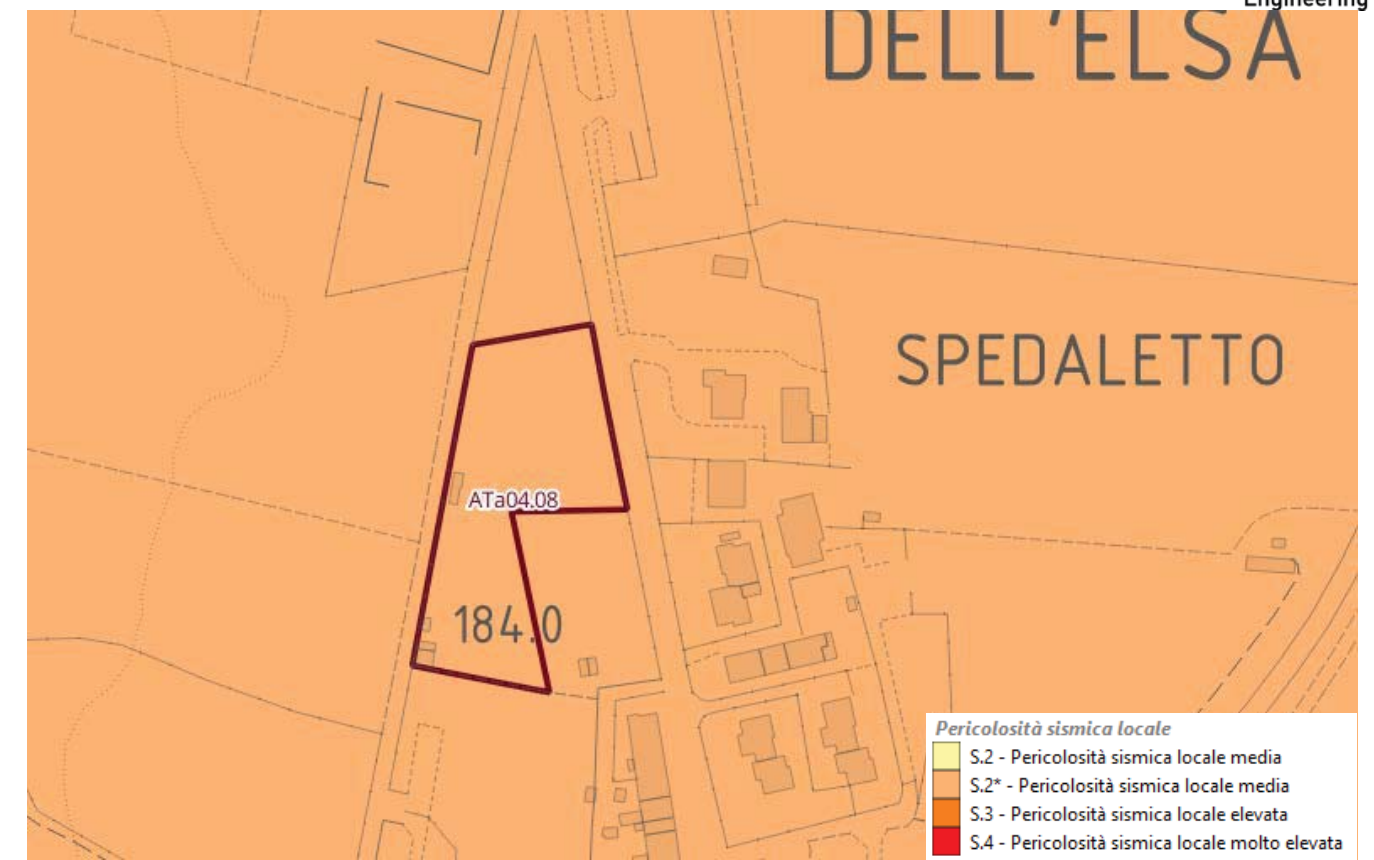 Engineering
DELL'ELSA
SPEDALETTO
ATa04.08
184.0
Pericolosità sismica locale
S.2 - Pericolosità sismica locale media
S.2* - Pericolosità sismica locale media
S.3 - Pericolosità sismica locale elevata
S.4 - Pericolosità sismica locale molto elevata